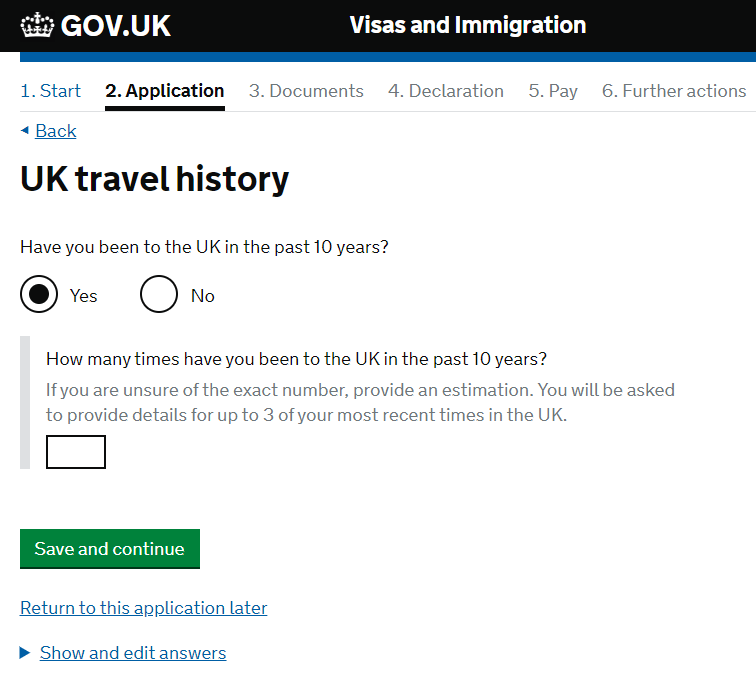 GOV.UK
Visas and Immigration
1. Start
2. Application
3. Documents
4. Declaration
5. Pay
6. Further actions
Back
UK travel history
Have you been to the UK in the past 10 years?
Yes
No
How many times have you been to the UK in the past 10 years?
If you are unsure of the exact number, provide an estimation. You will be asked
to provide details for up to 3 of your most recent times in the UK.
Save and continue
Return to this application later
Show and edit answers